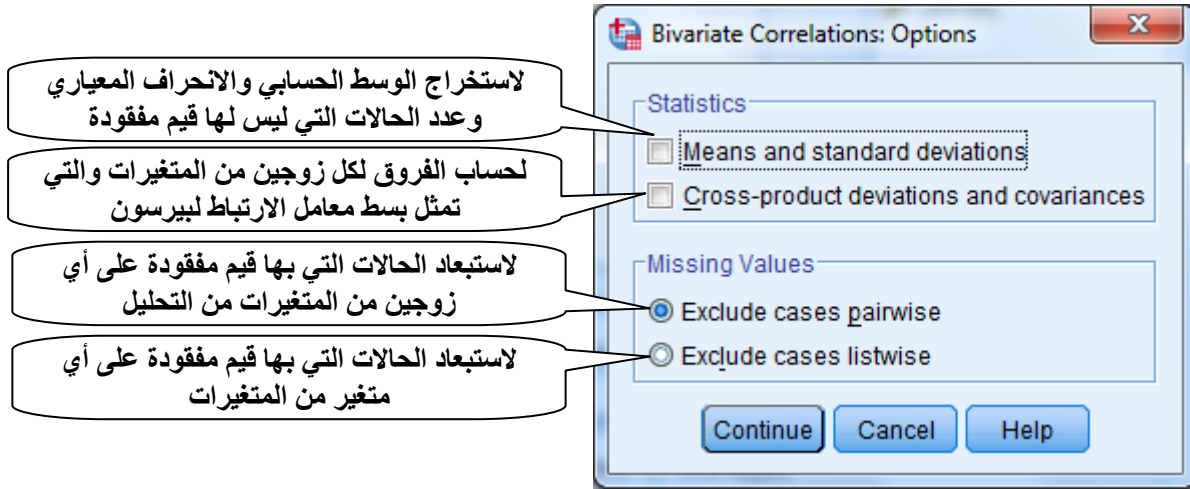 Bivariate Correlations: Options
لاستخراج الوسط الحسابي والانحراف المعياري
وعدد الحالات التي ليس لها قيم مفقودة
لحساب الفروق لكل زوجين من المتغيرات والتي
تمثل بسط معامل الارتباط لبيرسون
لاستبعاد الحالات التي بها قيم مفقودة على أي
زوجين من المتغيرات من التحليل
لاستبعاد الحالات التي بها قيم مفقودة على أي
متغير من المتغيرات
Statistics
Means and standard deviations
Cross-product deviations and covariances
Missing Values
Exclude cases pairwise
Exclude cases listwise
Continue Cancel Help